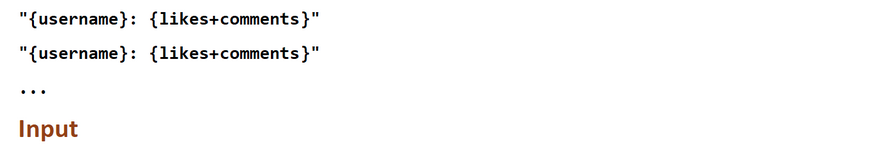 "{username}: {likes+comments}"
"{username}: {likes+comments}"
...
Input